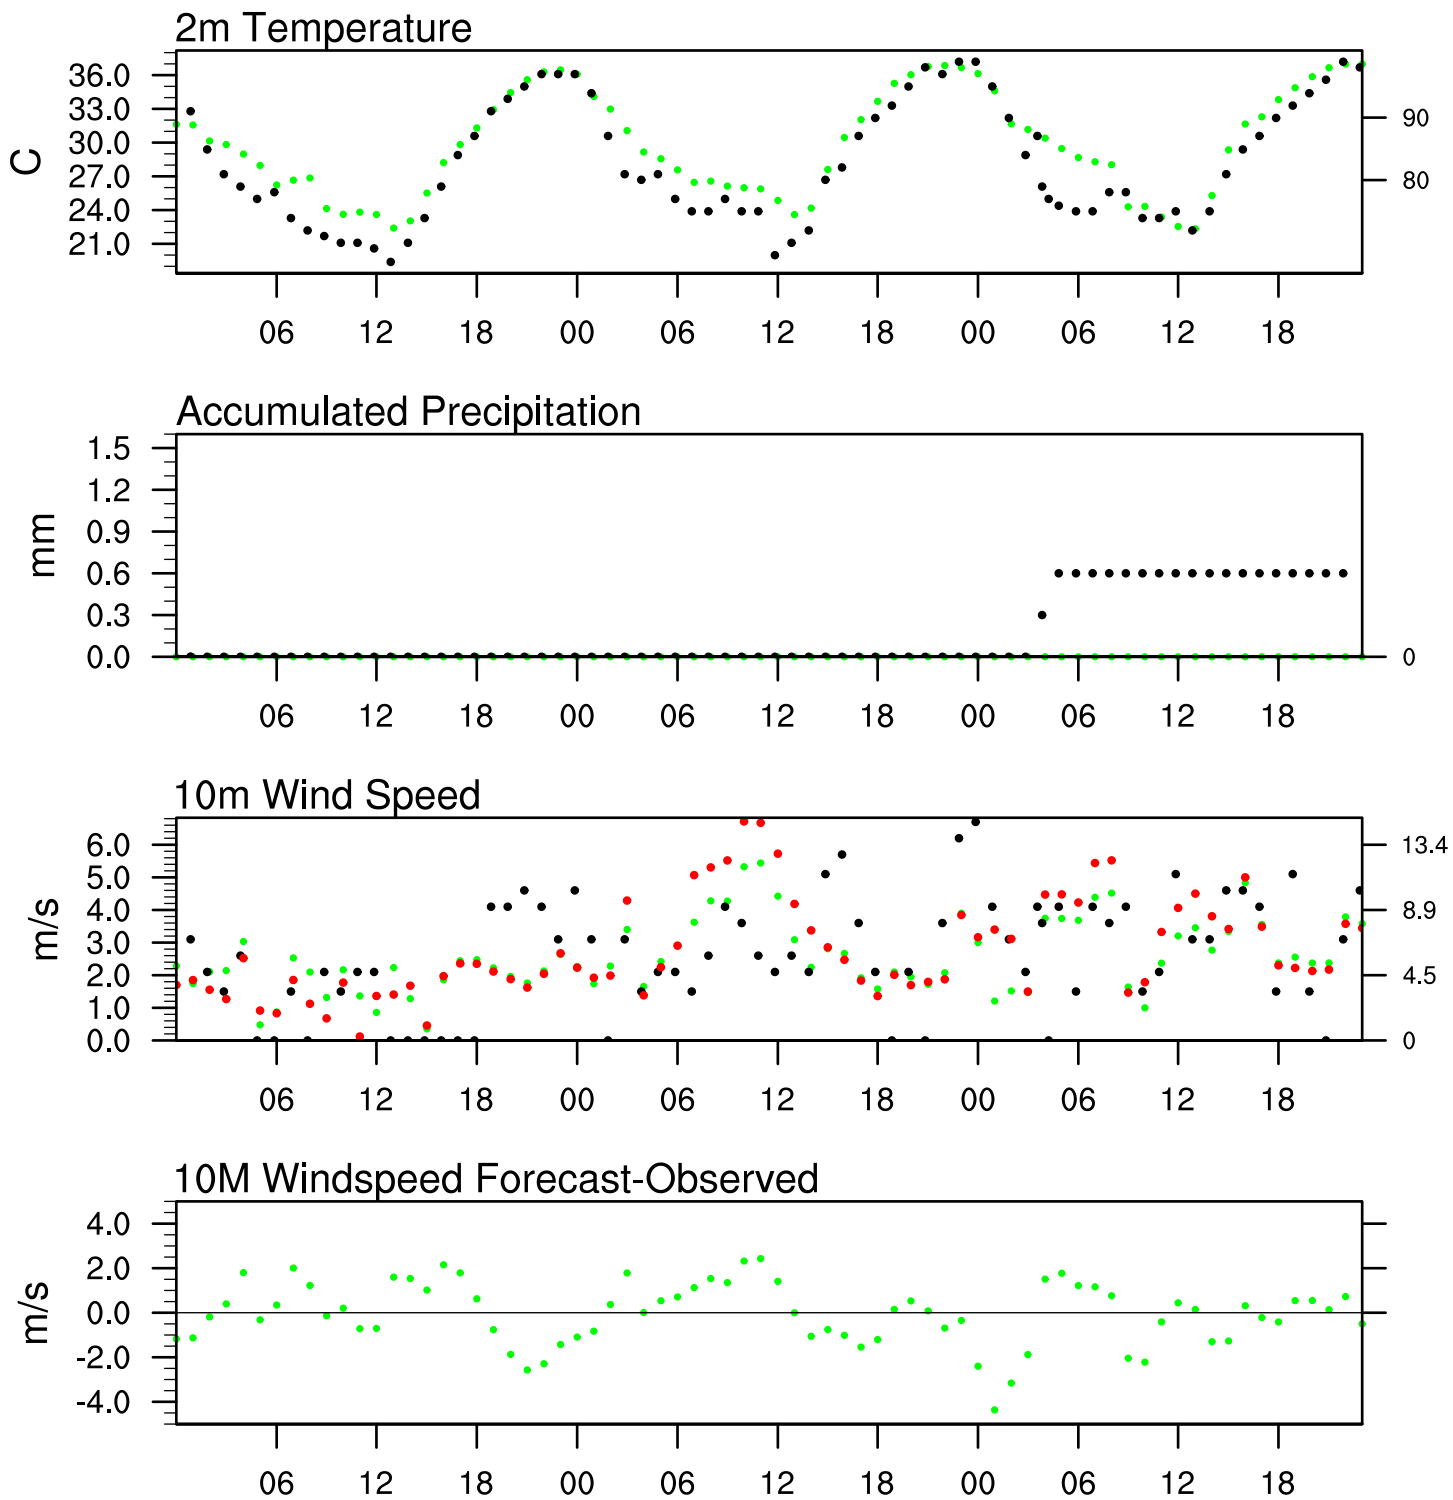 2m Temperature
36.0
33.0
30.0
27.0
24.0
21.0
C
90
80
06 12 18 00 06 12 18 00 06 12 18
Accumulated Precipitation
1.5
1.2
0.9
0.6
0.3
0.0
mm
0
06 12 18 00 06 12 18 00 06 12 18
10m Wind Speed
6.0
5.0
4.0
3.0
2.0
1.0
0.0
m/s
13.4
8.9
4.5
0
06 12 18 00 06 12 18 00 06 12 18
10M Windspeed Forecast-Observed
4.0
2.0
0.0
-2.0
-4.0
m/s
06 12 18 00 06 12 18 00 06 12 18